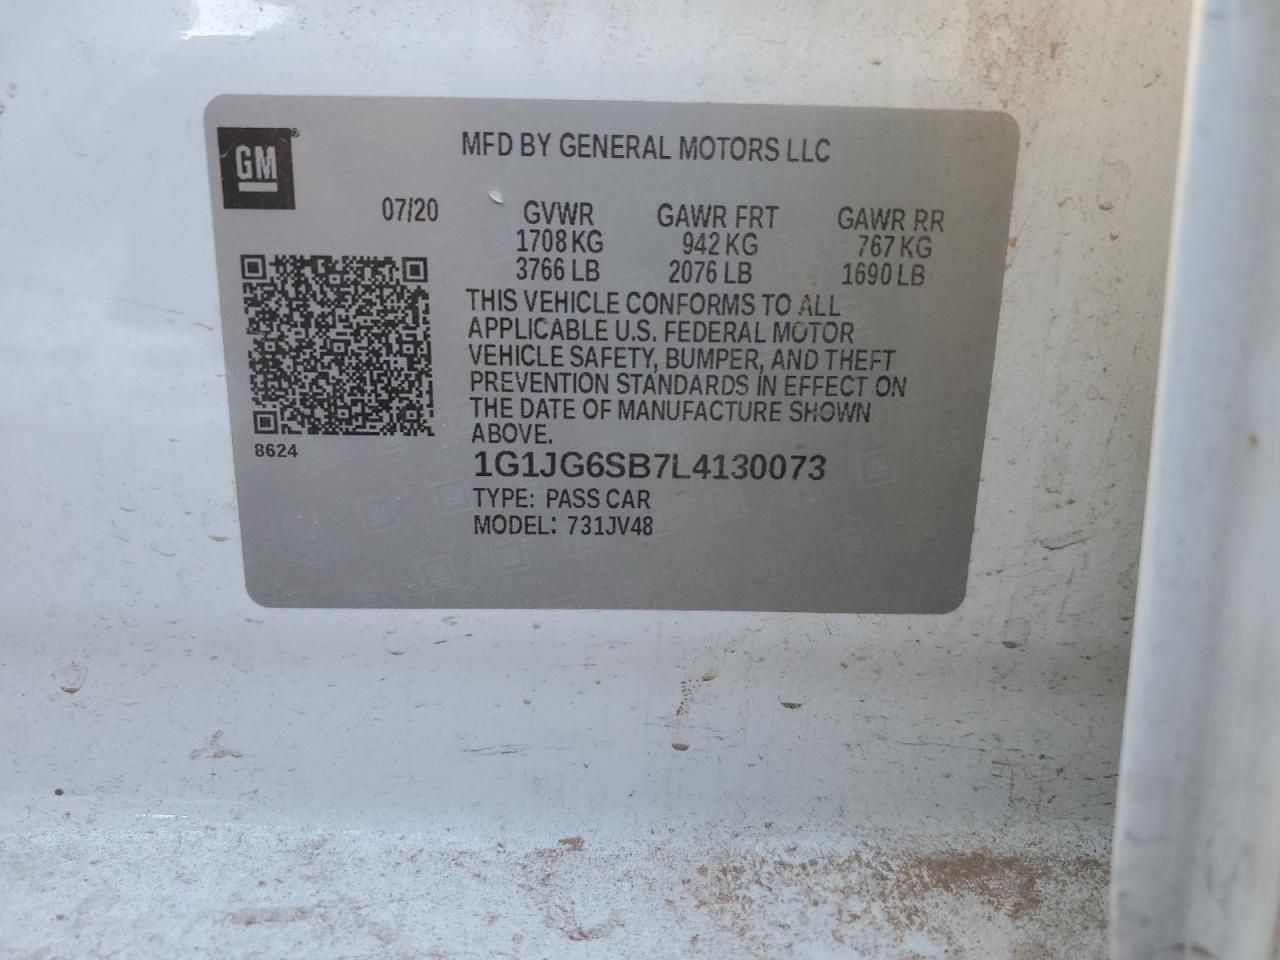 GM
MFD BY GENERAL MOTORS LLC
07/20
GVWR GAWR FRT GAWR RR
1708 KG 942 KG 767 KG
3766 LB 2076 LB 1690 LB
THIS VEHICLE CONFORMS TO ALL
APPLICABLE U.S. FEDERAL MOTOR
VEHICLE SAFETY, BUMPER, AND THEFT
PREVENTION STANDARDS IN EFFECT ON
THE DATE OF MANUFACTURE SHOWN
ABOVE.
8624
1G1JG6SB7L4130073
TYPE: PASS CAR
MODEL: 731JV48